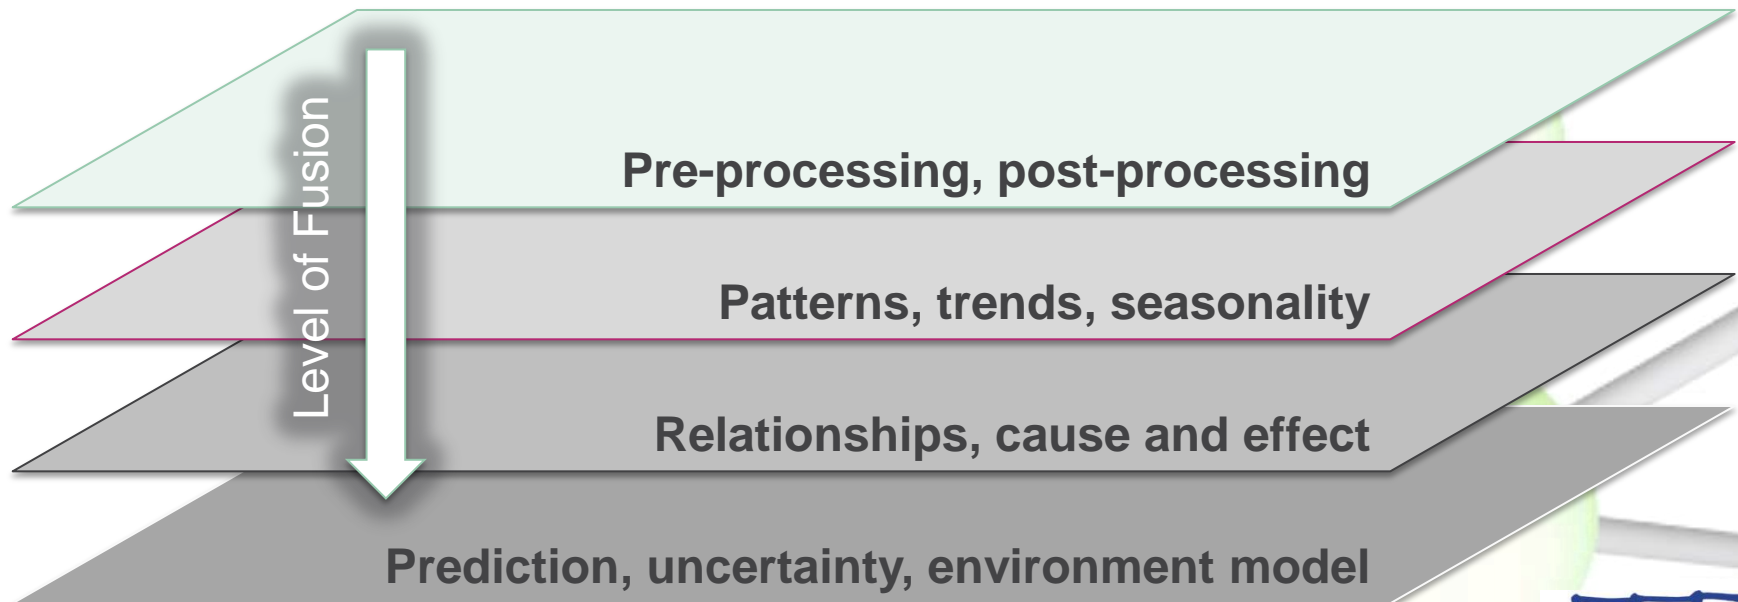 Level of Fusion
Pre-processing, post-processing
Patterns, trends, seasonality
Relationships, cause and effect
Prediction, uncertainty, environment model